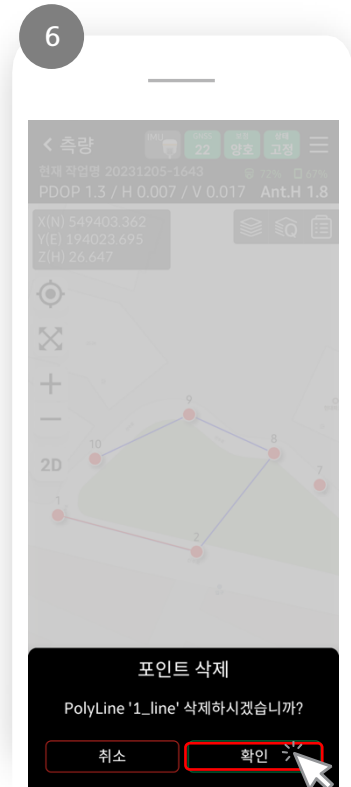 6
측량
22 양호 고정
현재 작업명 20231205-1643 72% 67%
PDOP 1.3 / H 0.007 / V 0.017 Ant.H 1.8
X(N) 549403.362
Y(E) 194023.695
Z(H) 26.647
9
8
10
2D
7
1
2
포인트 삭제
PolyLine '1_line' 삭제하시겠습니까?
취소 확인